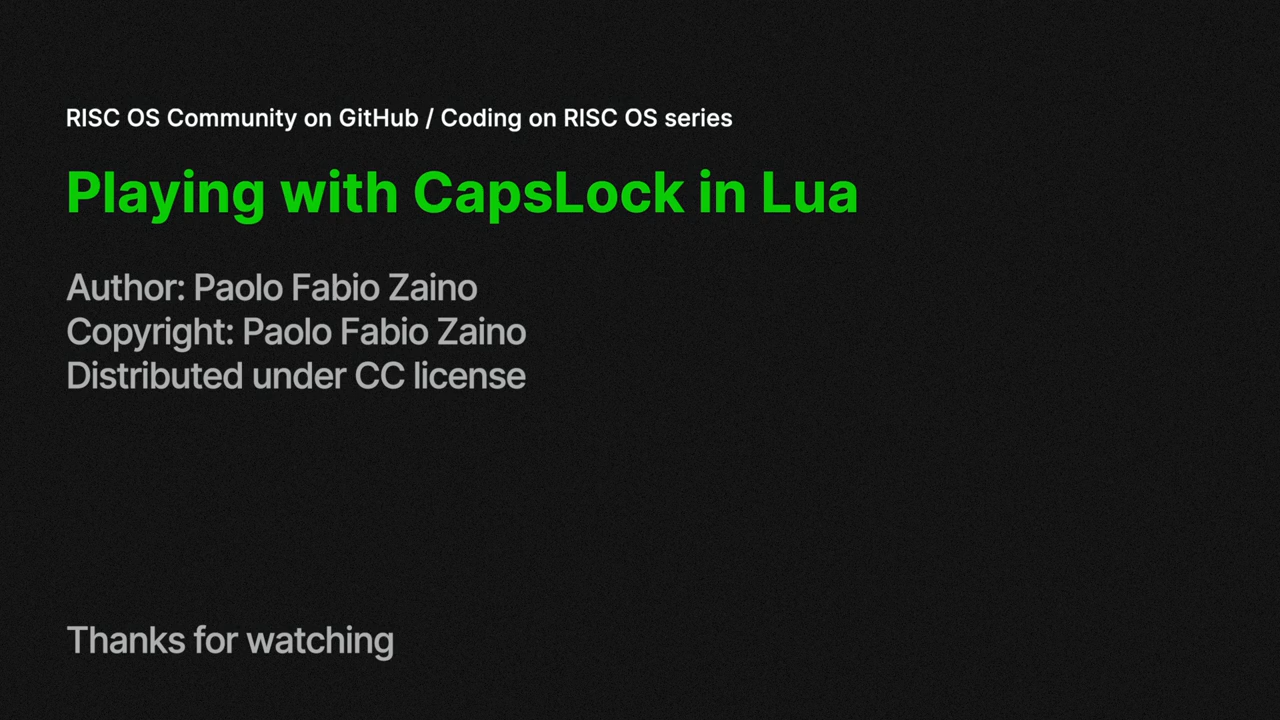 RISC OS Community on GitHub / Coding on RISC OS series
Playing with CapsLock in Lua
Author: Paolo Fabio Zaino
Copyright: Paolo Fabio Zaino
Distributed under CC license
Thanks for watching